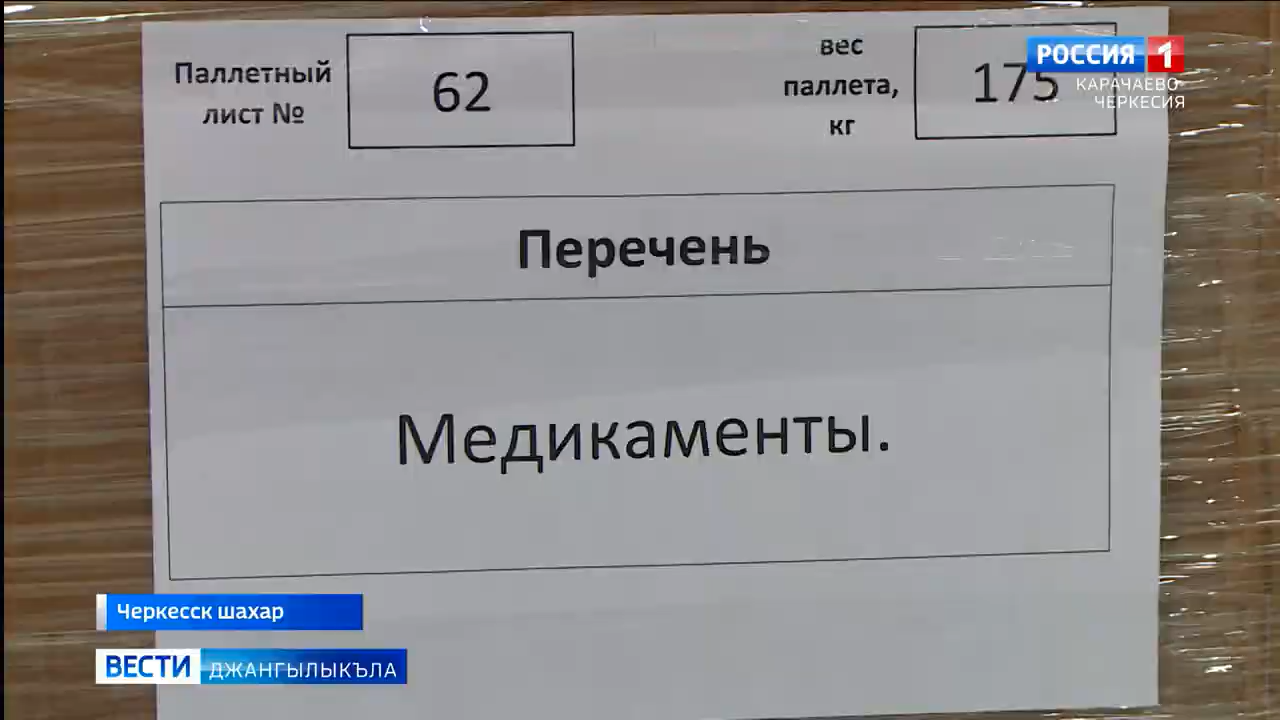 Паллетный
лист №
62
вес
паллета,
кг
175
РОССИЯ 1
КАРАЧАЕВО
ЧЕРКЕСИЯ
Перечень
Медикаменты.
Черкесск шахар
ВЕСТИ ДЖАНГЫЛЫКЪЛА